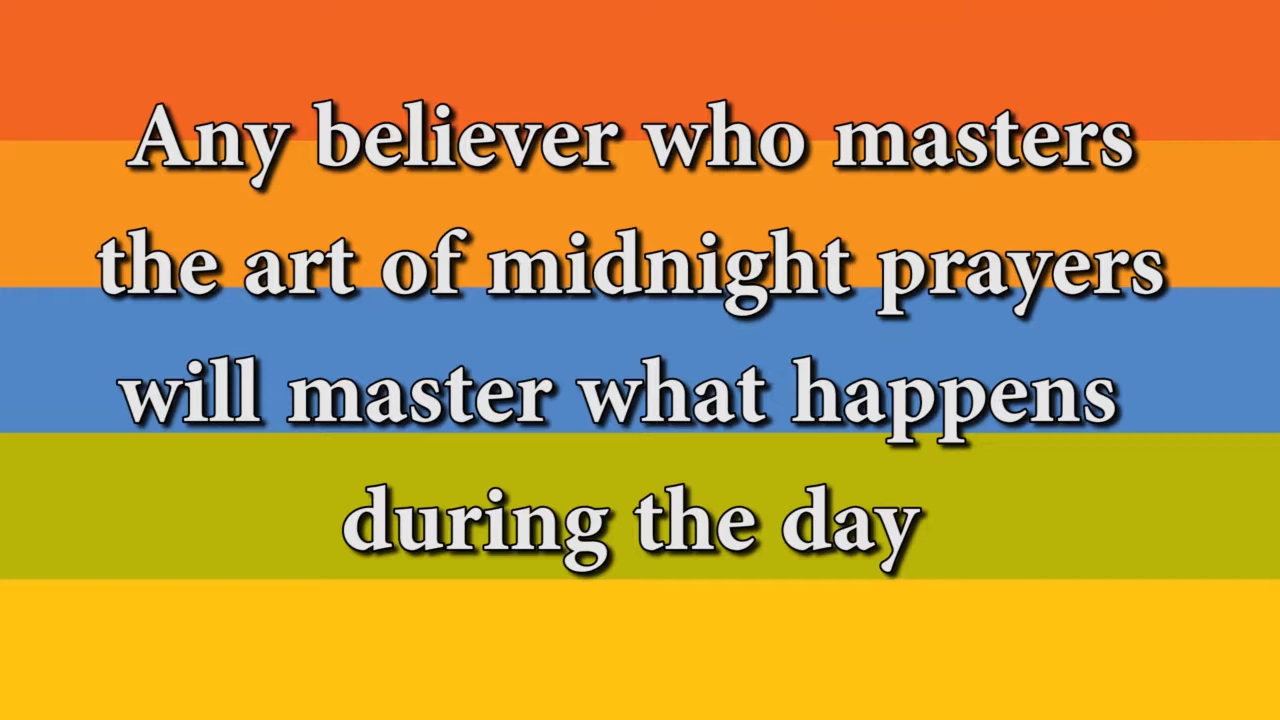 Any believer who masters
the art of midnight prayers
will master what happens
during the day